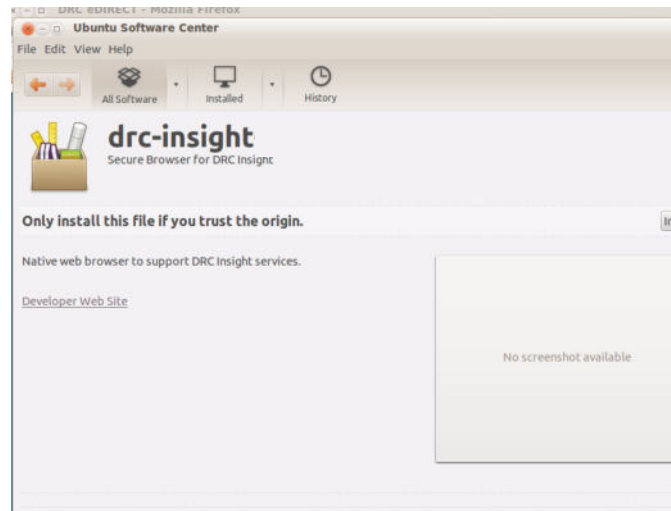 DRC eDIRECT - Mozilla Firefox
Ubuntu Software Center
File Edit View Help
All Software
Installed
History
drc-insight
Secure Browser for DRC Insight
Only install this file if you trust the origin.
Native web browser to support DRC Insight services.
Developer Web Site
No screenshot available